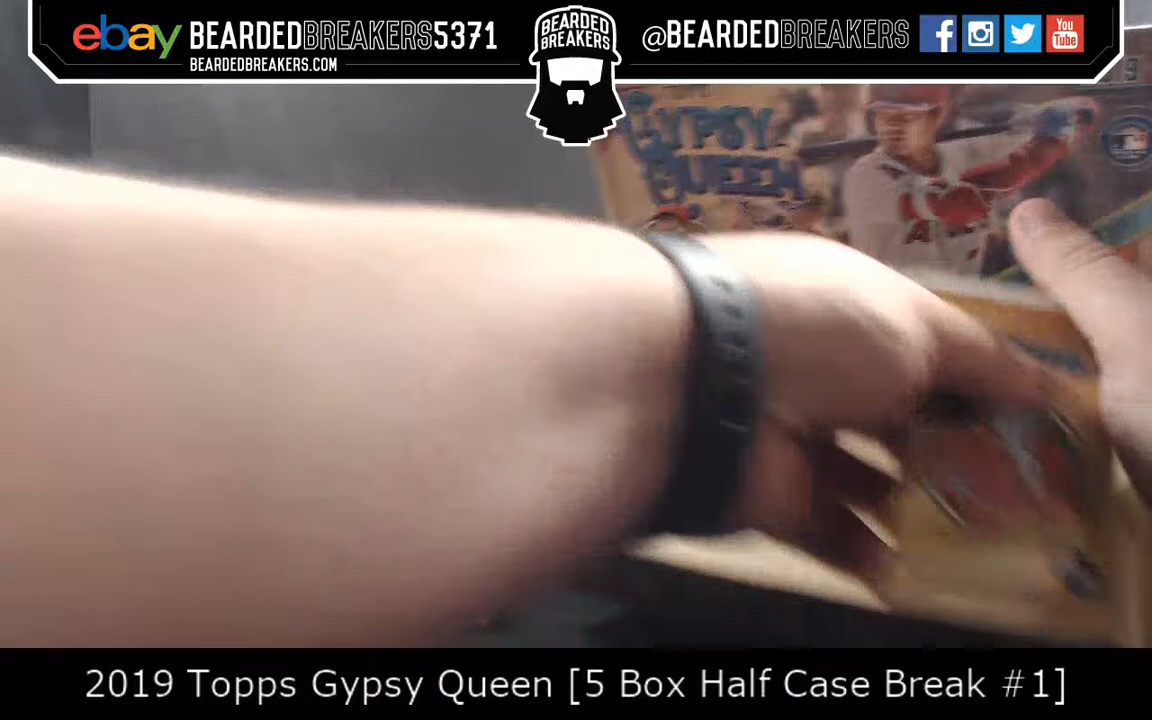 ebay BEARDEDBREAKERS5371
BEARDEDBREAKERS.COM
BEARDED
BREAKERS
@BEARDEDBREAKERS
f
You
Tube
GYPSY
QUEEN
A
2019 Topps Gypsy Queen [5 Box Half Case Break #1]